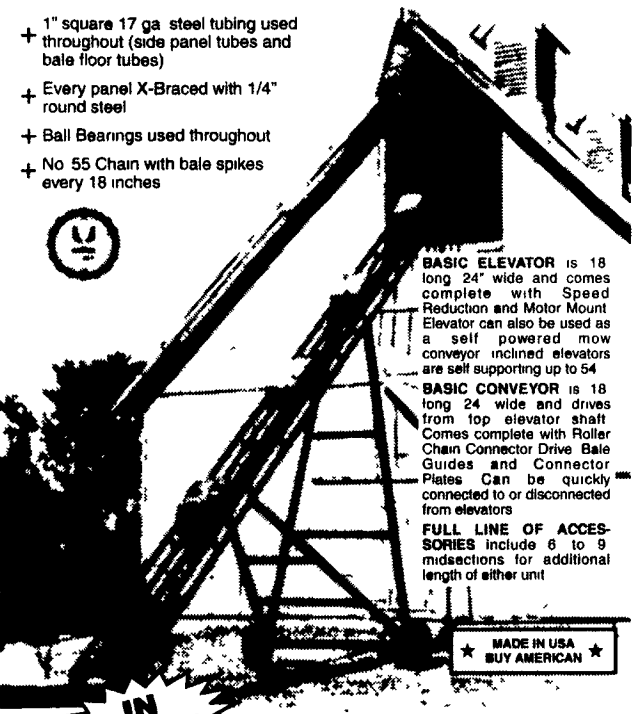 + 1" square 17 ga steel tubing used
throughout (side panel tubes and
bale floor tubes)
+ Every panel X-Braced with 1/4"
round steel
+ Ball Bearings used throughout
+ No 55 Chain with bale spikes
every 18 inches
BASIC ELEVATOR is 18
long 24" wide and comes
complete with Speed
Reduction and Motor Mount
Elevator can also be used as
a self powered mow
conveyor inclined elevators
are self supporting up to 54
BASIC CONVEYOR is 18
long 24 wide and drives
from top elevator shaft
Comes complete with Roller
Chain Connector Drive Bale
Guides and Connector
Plates Can be quickly
connected to or disconnected
from elevators
FULL LINE OF ACCES-
SORIES include 6 to 9
midsections for additional
length of either unit
★ MADE IN USA ★
BUY AMERICAN
IN